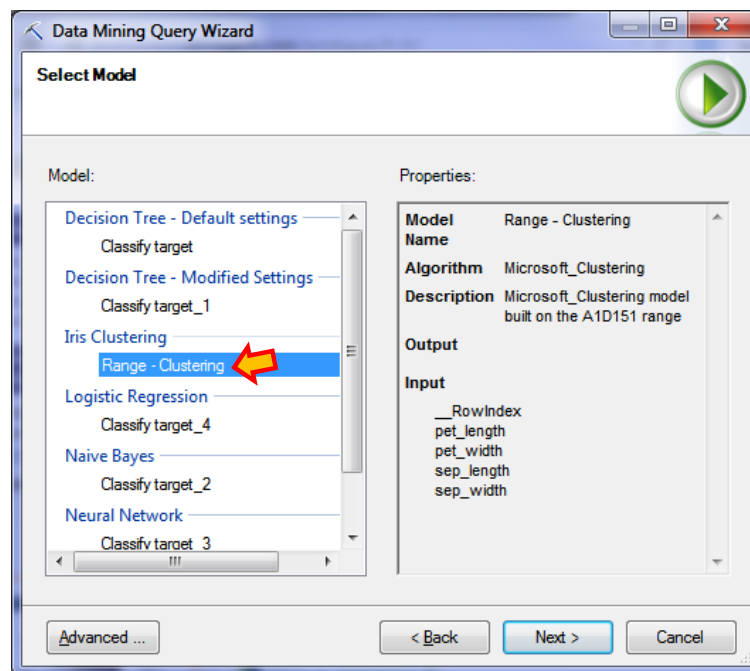 Data Mining Query Wizard
Select Model
Model:
Decision Tree - Default settings
Classify target
Decision Tree - Modified Settings
Classify target_1
Iris Clustering
Range - Clustering
Logistic Regression
Classify target_4
Naive Bayes
Classify target_2
Neural Network
Classify target_3
Properties:
Model Name Range - Clustering
Algorithm Microsoft_Clustering
Description Microsoft_Clustering model
built on the A1D151 range
Output
Input
__RowIndex
pet_length
pet_width
sep_length
sep_width
Advanced ...
< Back
Next >
Cancel